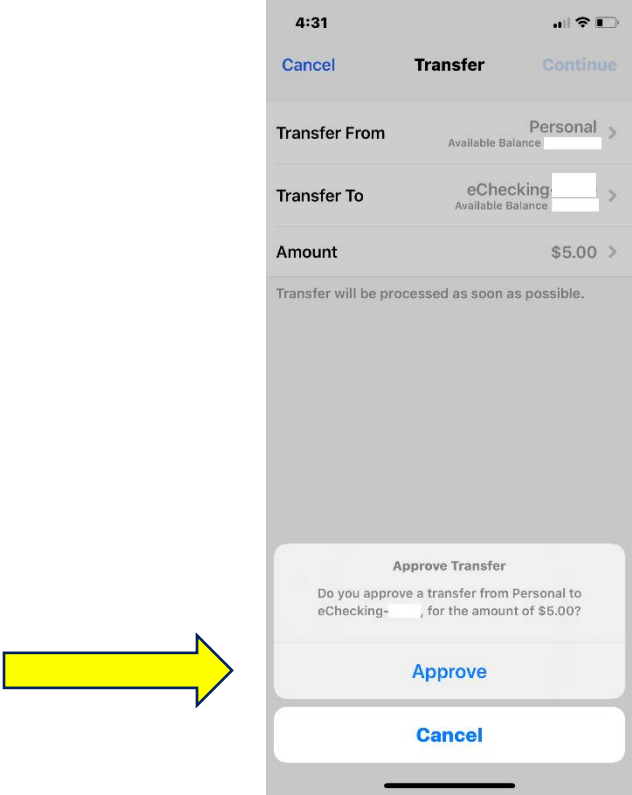 4:31
Cancel Transfer Continue
Transfer From Personal
Available Balance
Transfer To eChecking-
Available Balance
Amount $5.00
Transfer will be processed as soon as possible.
Approve Transfer
Do you approve a transfer from Personal to
eChecking- , for the amount of $5.00?
Approve
Cancel